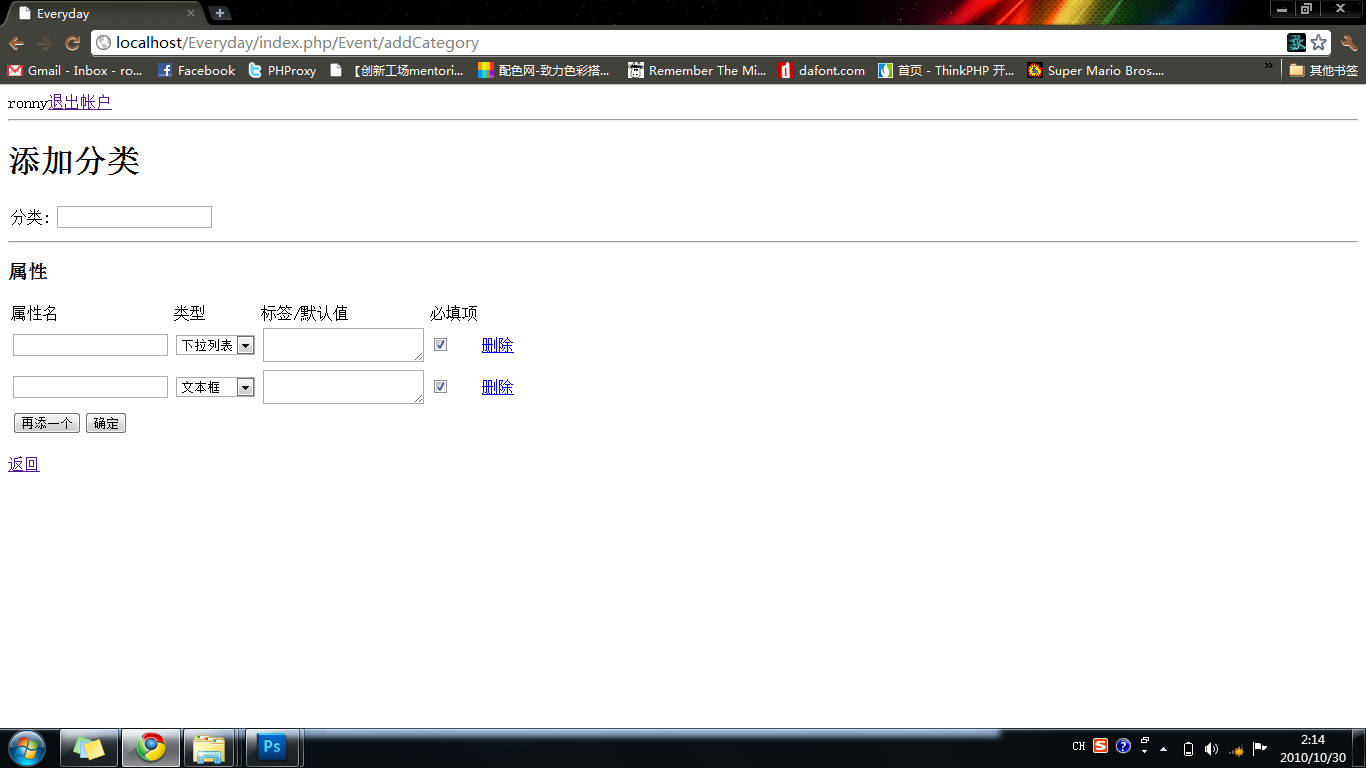 Everyday
localhost/Everyday/index.php/Event/addCategory
Gmail - Inbox - ro... Facebook PHProxy 【创新工场mentori... 配色网-致力色彩搭... Remember The Mi... dafont.com 首页 - ThinkPHP 开... Super Mario Bros.... » 其他书签
ronny退出帐户
添加分类
分类:
属性
属性名 类型 标签/默认值 必填项
下拉列表 删除
文本框 删除
再添一个 确定
返回
Ps CH S ? 2:14
2010/10/30